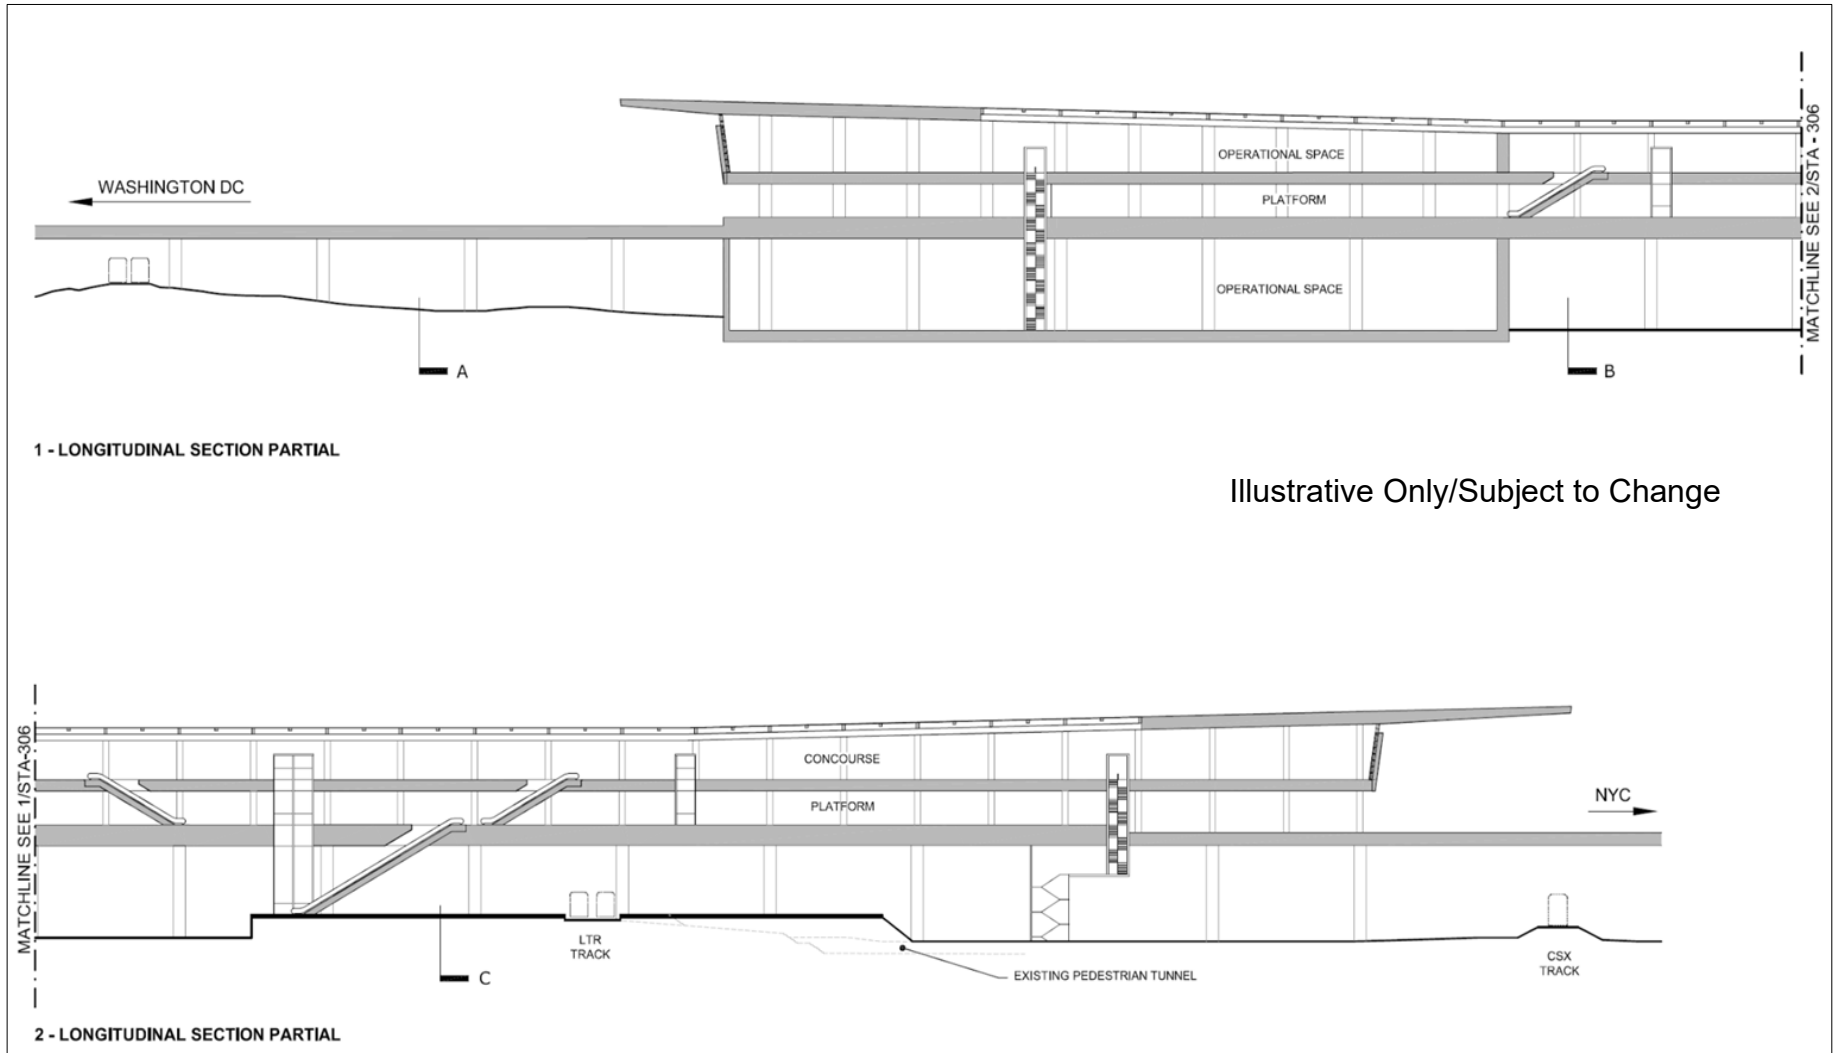 WASHINGTON DC
OPERATIONAL SPACE
PLATFORM
OPERATIONAL SPACE
MATCHLINE SEE 2/STA - 306
A
B
1 - LONGITUDINAL SECTION PARTIAL
Illustrative Only/Subject to Change
MATCHLINE SEE 1/STA-306
CONCOURSE
PLATFORM
NYC
LTR
TRACK
EXISTING PEDESTRIAN TUNNEL
CSX
TRACK
C
2 - LONGITUDINAL SECTION PARTIAL